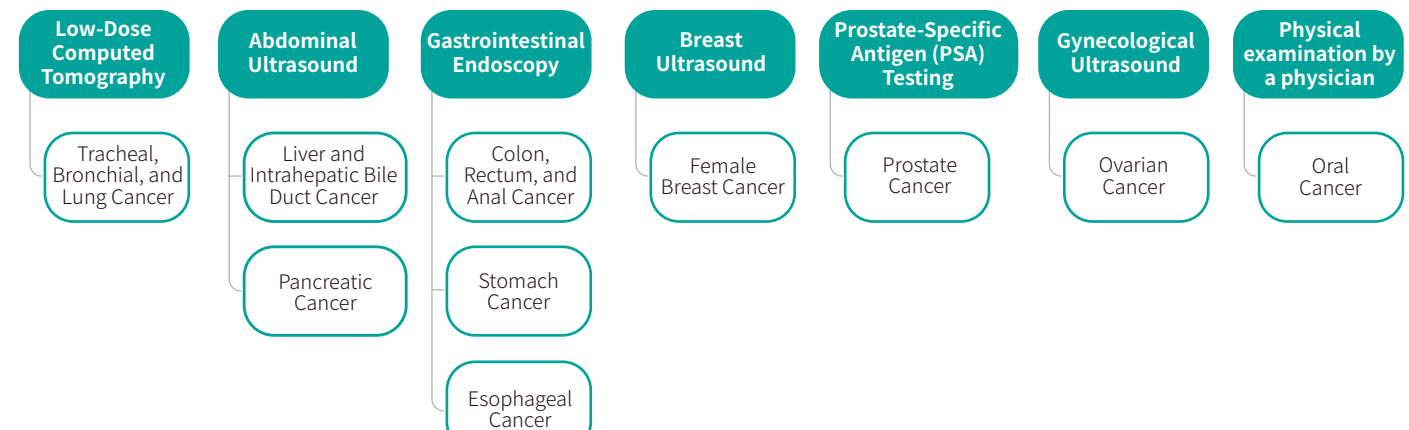 Low-Dose
Computed
Tomography
Tracheal,
Bronchial, and
Lung Cancer
Abdominal
Ultrasound
Liver and
Intrahepatic Bile
Duct Cancer
Pancreatic
Cancer
Gastrointestinal
Endoscopy
Colon,
Rectum, and
Anal Cancer
Stomach
Cancer
Esophageal
Cancer
Breast
Ultrasound
Female
Breast Cancer
Prostate-Specific
Antigen (PSA)
Testing
Prostate
Cancer
Gynecological
Ultrasound
Ovarian
Cancer
Physical
examination by
a physician
Oral
Cancer